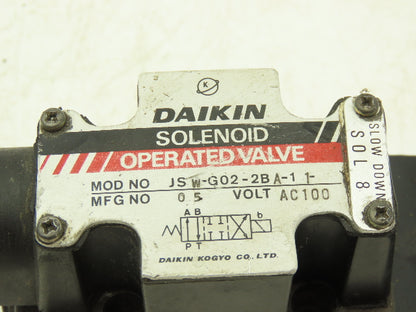 K
DAIKIN
SOLENOID
OPERATED VALVE
MOD NO JSW-G02-2BA-11-
MFG NO 05 VOLT AC100
A B
b
P T
DAIKIN KOGYO CO., LTD.
SLOW DOWN
SOL 8